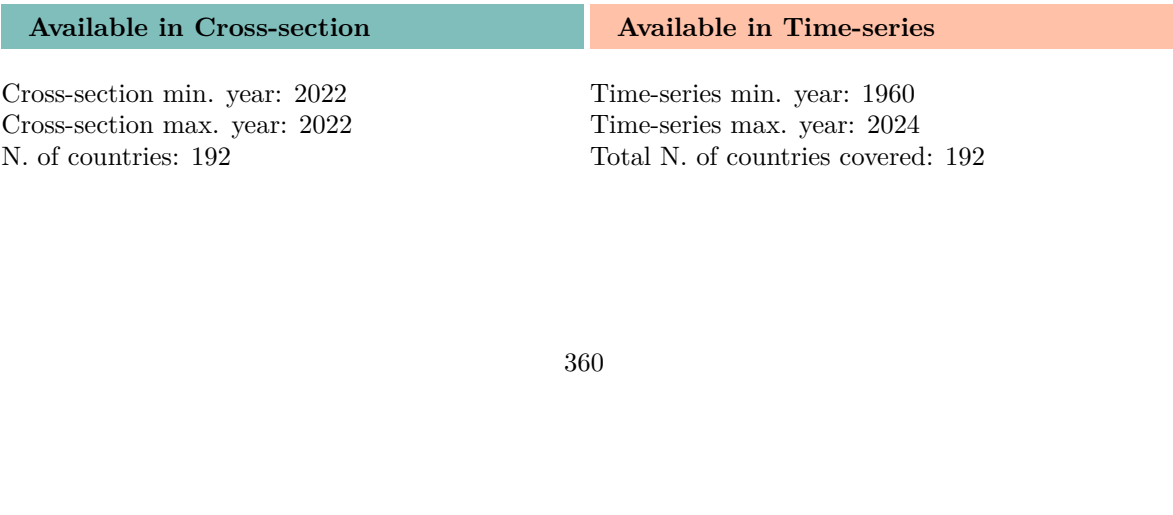 Available in Cross-section
Cross-section min. year: 2022
Cross-section max. year: 2022
N. of countries: 192
Available in Time-series
Time-series min. year: 1960
Time-series max. year: 2024
Total N. of countries covered: 192
360